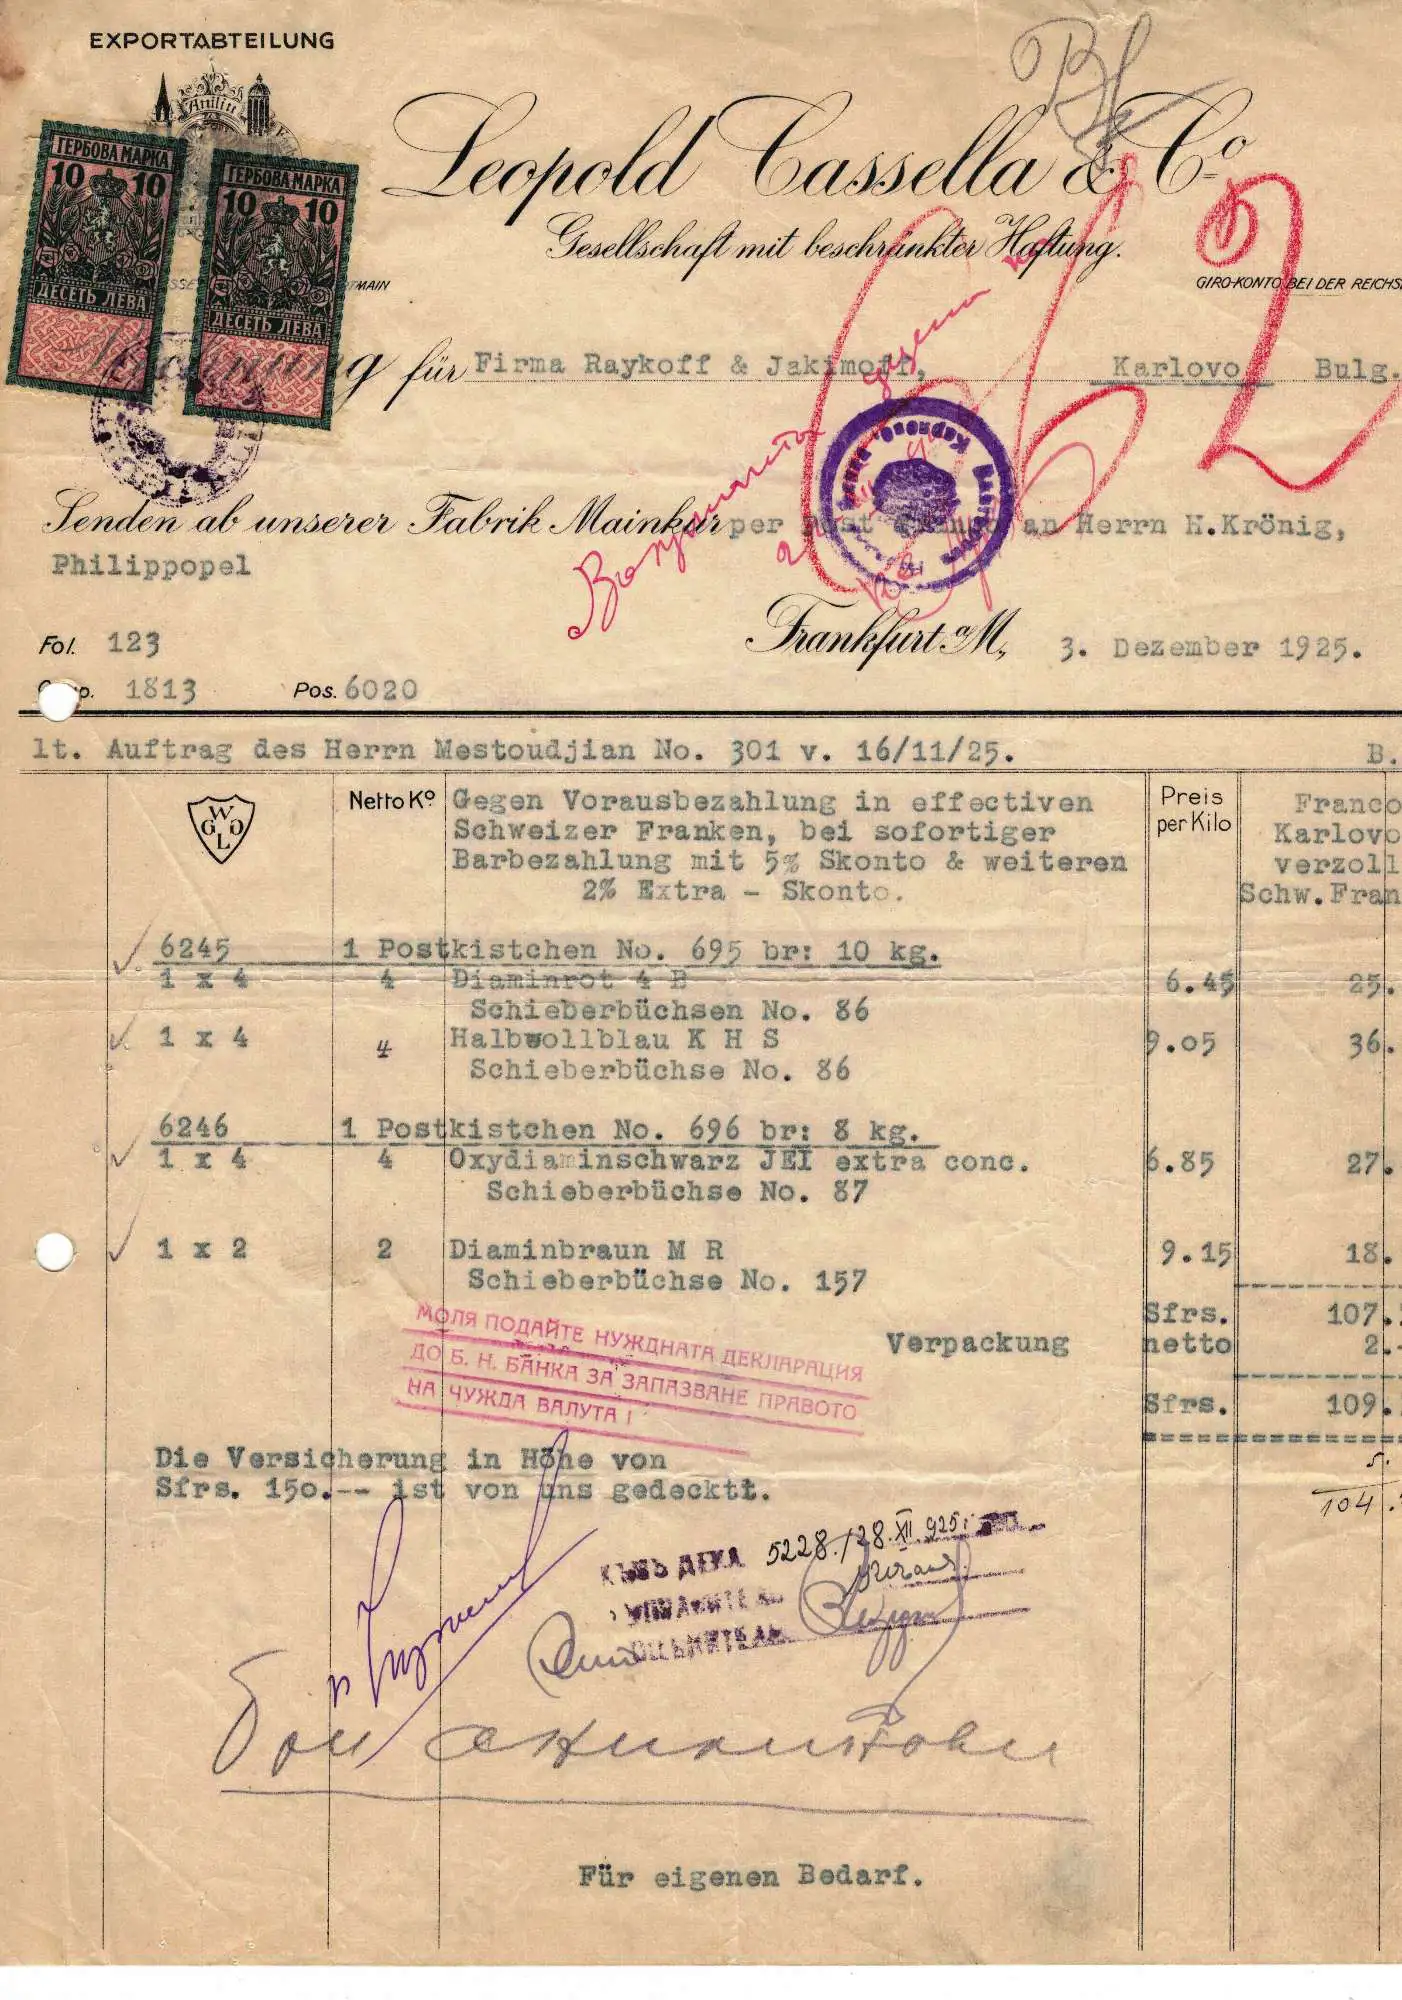 EXPORTABTEILUNG
Anilin
Leopold Cassella & Co
Gesellschaft mit beschränkter Haftung.
ГЕРБОВА МАРКА
10 10
ДЕСЕТЬ ЛЕВА
ГЕРБОВА МАРКА
10 10
ДЕСЕТЬ ЛЕВА
MAIN
GIRO-KONTO BEI DER REICHS
62
Rechnung für Firma Raykoff & Jakimoff, Karlovo Bulg.
Senden ab unserer Fabrik Mainkur per Post an Herrn H.Krönig,
Philippopel
Frankfurt a/M., 3. Dezember 1925.
Fol. 123
1813 Pos. 6020
lt. Auftrag des Herrn Mestoudjian No. 301 v. 16/11/25. B.
WOLG
Netto Ko
Gegen Vorausbezahlung in effectiven
Schweizer Franken, bei sofortiger
Barbezahlung mit 5% Skonto & weiteren
2% Extra - Skonto.
Preis
per Kilo
Franco
Karlovo
verzoll
Schw.Fran
6245 1 Postkistchen No. 695 br: 10 kg.
1 x 4 4 Diaminrot 4 B 6.45 25.
Schieberbüchsen No. 86
1 x 4 4 Halbwollblau K H S 9.05 36.
Schieberbüchse No. 86
6246 1 Postkistchen No. 696 br: 8 kg.
1 x 4 4 Oxydiaminschwarz JEI extra conc. 6.85 27.
Schieberbüchse No. 87
1 x 2 2 Diaminbraun M R 9.15 18.
Schieberbüchse No. 157
Sfrs. 107.
Verpackung netto 2.-
Sfrs. 109.
5.
104.
МОЛЯ ПОДАЙТЕ НУЖДНАТА ДЕКЛАРАЦИЯ
ДО Б. Н. БАНКА ЗА ЗАПАЗВАНЕ ПРАВОТО
НА ЧУЖДА ВАЛУТА!
Die Versicherung in Höhe von
Sfrs. 150.-- ist von uns gedecktt.
5228./28.XII.925
Für eigenen Bedarf.